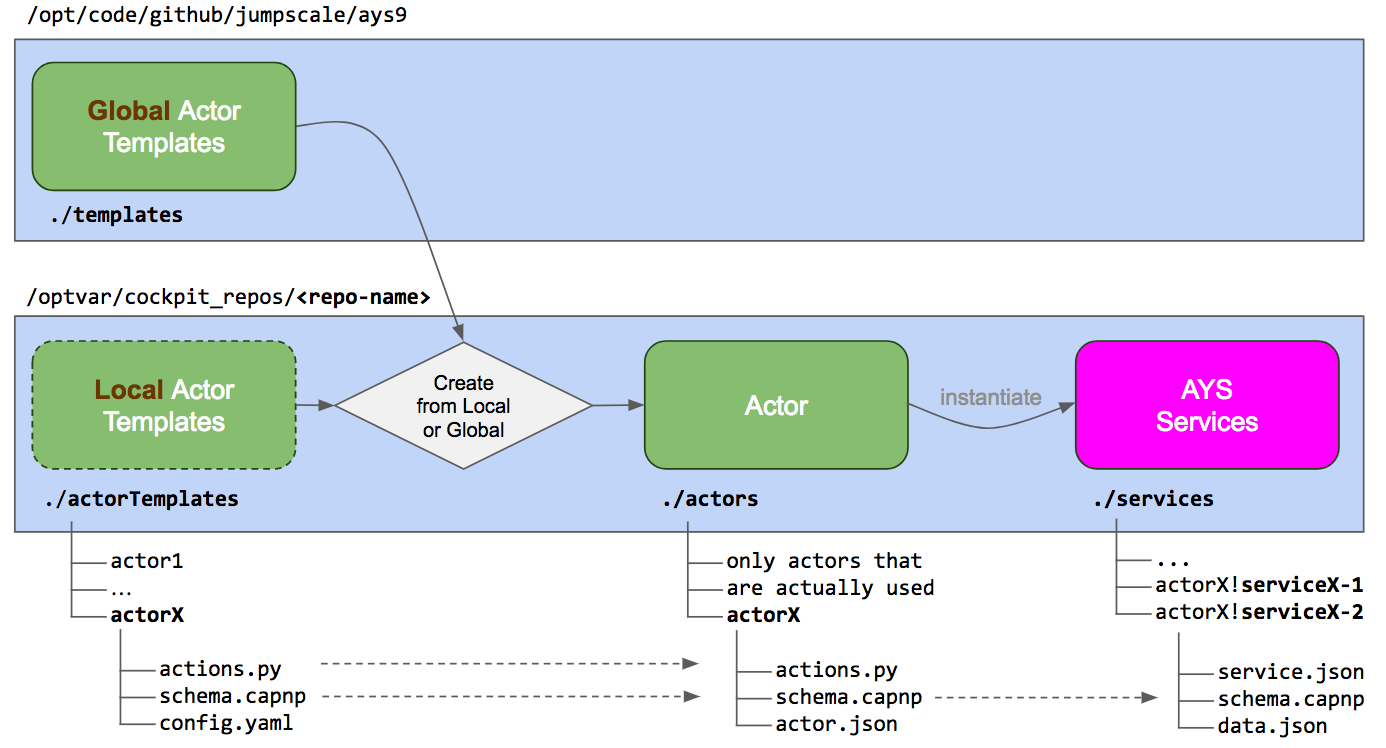 /opt/code/github/jumpscale/ays9
Global Actor
Templates
./templates
/optvar/cockpit_repos/<repo-name>
Local Actor
Templates
Create
from Local
or Global
Actor
instantiate
AYS
Services
./actorTemplates
./actors
./services
actor1
...
actorX
actions.py
schema.capnp
config.yaml
only actors that
are actually used
actorX
actions.py
schema.capnp
actor.json
...
actorX!serviceX-1
actorX!serviceX-2
service.json
schema.capnp
data.json